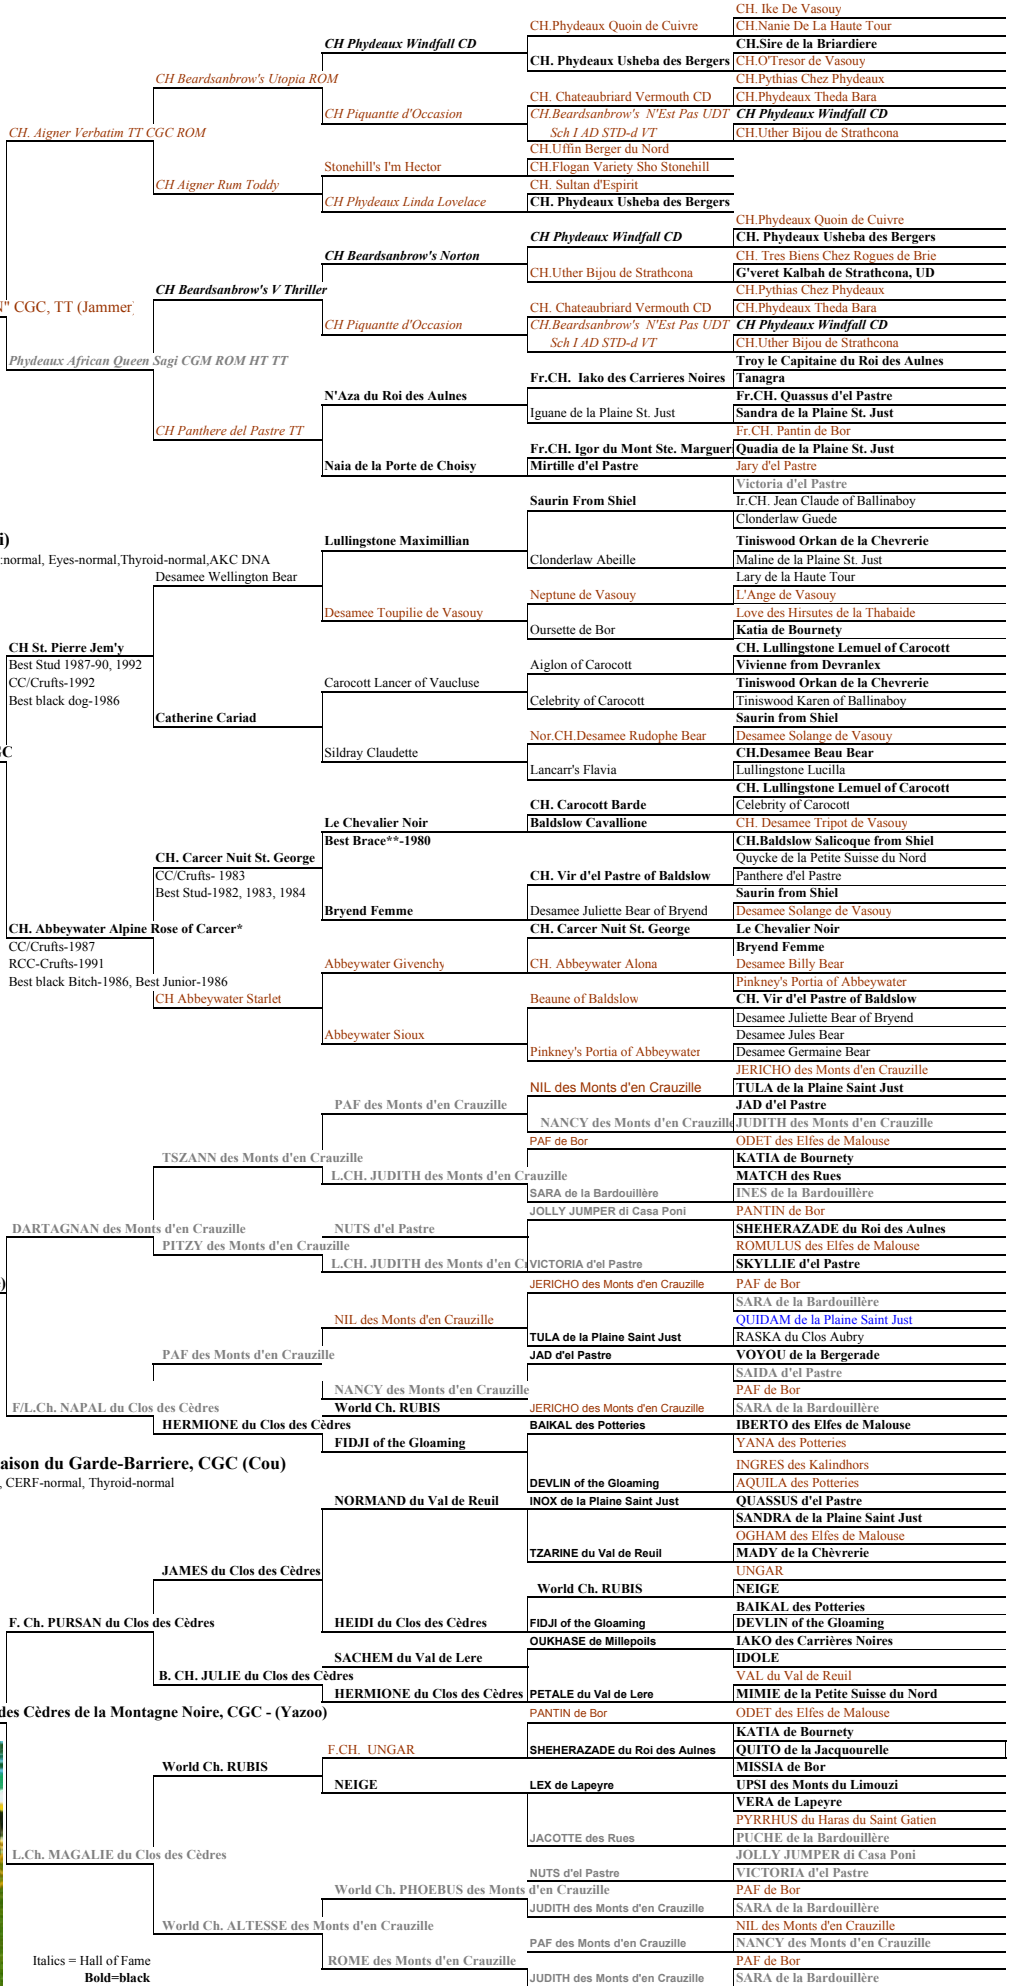 CH. Ike De Vasouy
CH.Phydeaux Quoin de Cuivre CH.Nanie De La Haute Tour
CH Phydeaux Windfall CD CH.Sire de la Briardiere
CH. Phydeaux Usheba des Bergers CH.O'Tresor de Vasouy
CH Beardsanbrow's Utopia ROM CH.Pythias Chez Phydeaux
CH. Chateaubriard Vermouth CD CH.Phydeaux Theda Bara
CH Piquantte d'Occasion CH.Beardsanbrow's N'Est Pas UDT CH Phydeaux Windfall CD
CH. Aigner Verbatim TT CGC ROM Sch I AD STD-d VT CH.Uther Bijou de Strathcona
CH.Uffin Berger du Nord
Stonehill's I'm Hector CH.Flogan Variety Sho Stonehill
CH Aigner Rum Toddy CH. Sultan d'Espirit
CH Phydeaux Linda Lovelace CH. Phydeaux Usheba des Bergers
CH.Phydeaux Quoin de Cuivre
CH Phydeaux Windfall CD CH. Phydeaux Usheba des Bergers
CH Beardsanbrow's Norton CH. Tres Biens Chez Rogues de Brie
CH.Uther Bijou de Strathcona G'veret Kalbah de Strathcona, UD
CH Beardsanbrow's V Thriller CH.Pythias Chez Phydeaux
" CGC, TT (Jammer CH. Chateaubriard Vermouth CD CH.Phydeaux Theda Bara
CH Piquantte d'Occasion CH.Beardsanbrow's N'Est Pas UDT CH Phydeaux Windfall CD
Sch I AD STD-d VT CH.Uther Bijou de Strathcona
Phydeaux African Queen Sagi CGM ROM HT TT Troy le Capitaine du Roi des Aulnes
Fr.CH. Iako des Carrieres Noires Tanagra
N'Aza du Roi des Aulnes Fr.CH. Quassus d'el Pastre
Iguane de la Plaine St. Just Sandra de la Plaine St. Just
CH Panthere del Pastre TT Fr.CH. Pantin de Bor
Fr.CH. Igor du Mont Ste. Marguer Quadia de la Plaine St. Just
Naia de la Porte de Choisy Mirtille d'el Pastre Jary d'el Pastre
Victoria d'el Pastre
Saurin From Shiel Ir.CH. Jean Claude of Ballinaboy
Clonderlaw Guede
i) Lullingstone Maximillian Tiniswood Orkan de la Chevrerie
:normal, Eyes-normal,Thyroid-normal,AKC DNA Clonderlaw Abeille Maline de la Plaine St. Just
Desamee Wellington Bear Lary de la Haute Tour
Neptune de Vasouy L'Ange de Vasouy
Desamee Toupilie de Vasouy Love des Hirsutes de la Thabaide
Oursette de Bor Katia de Bournety
CH St. Pierre Jem'y CH. Lullingstone Lemuel of Carocott
Best Stud 1987-90, 1992 Aiglon of Carocott Vivienne from Devranlex
CC/Crufts-1992 Carocott Lancer of Vaucluse Tiniswood Orkan de la Chevrerie
Best black dog-1986 Celebrity of Carocott Tiniswood Karen of Ballinaboy
Catherine Cariad Saurin from Shiel
Nor.CH.Desamee Rudophe Bear Desamee Solange de Vasouy
GC Sildray Claudette CH.Desamee Beau Bear
Lancarr's Flavia Lullingstone Lucilla
CH. Lullingstone Lemuel of Carocott
CH. Carocott Barde Celebrity of Carocott
Le Chevalier Noir Baldslow Cavallione CH. Desamee Tripot de Vasouy
Best Brace**-1980 CH.Baldslow Salicoque from Shiel
CH. Carcer Nuit St. George Quycke de la Petite Suisse du Nord
CC/Crufts- 1983 CH. Vir d'el Pastre of Baldslow Panthere d'el Pastre
Best Stud-1982, 1983, 1984 Saurin from Shiel
Bryend Femme Desamee Juliette Bear of Bryend Desamee Solange de Vasouy
CH. Abbeywater Alpine Rose of Carcer* CH. Carcer Nuit St. George Le Chevalier Noir
CC/Crufts-1987 Bryend Femme
RCC-Crufts-1991 Abbeywater Givenchy CH. Abbeywater Alona Desamee Billy Bear
Best black Bitch-1986, Best Junior-1986 Pinkney's Portia of Abbeywater
CH Abbeywater Starlet Beaune of Baldslow CH. Vir d'el Pastre of Baldslow
Desamee Juliette Bear of Bryend
Abbeywater Sioux Desamee Jules Bear
Pinkney's Portia of Abbeywater Desamee Germaine Bear
JERICHO des Monts d'en Crauzille
NIL des Monts d'en Crauzille TULA de la Plaine Saint Just
PAF des Monts d'en Crauzille JAD d'el Pastre
NANCY des Monts d'en Crauzille JUDITH des Monts d'en Crauzille
PAF de Bor ODET des Elfes de Malouse
TSZANN des Monts d'en Crauzille KATIA de Bournety
L.CH. JUDITH des Monts d'en Crauzille MATCH des Rues
SARA de la Bardouillère INES de la Bardouillère
JOLLY JUMPER di Casa Poni PANTIN de Bor
DARTAGNAN des Monts d'en Crauzille NUTS d'el Pastre SHEHERAZADE du Roi des Aulnes
PITZY des Monts d'en Crauzille ROMULUS des Elfes de Malouse
L.CH. JUDITH des Monts d'en Cr VICTORIA d'el Pastre SKYLLIE d'el Pastre
) JERICHO des Monts d'en Crauzille PAF de Bor
SARA de la Bardouillère
NIL des Monts d'en Crauzille QUIDAM de la Plaine Saint Just
TULA de la Plaine Saint Just RASKA du Clos Aubry
PAF des Monts d'en Crauzille JAD d'el Pastre VOYOU de la Bergerade
SAIDA d'el Pastre
NANCY des Monts d'en Crauzille PAF de Bor
F/L.Ch. NAPAL du Clos des Cèdres World Ch. RUBIS JERICHO des Monts d'en Crauzille SARA de la Bardouillère
HERMIONE du Clos des Cèdres BAIKAL des Potteries IBERTO des Elfes de Malouse
FIDJI of the Gloaming YANA des Potteries
aison du Garde-Barriere, CGC (Cou) INGRES des Kalindhors
, CERF-normal, Thyroid-normal DEVLIN of the Gloaming AQUILA des Potteries
NORMAND du Val de Reuil INOX de la Plaine Saint Just QUASSUS d'el Pastre
SANDRA de la Plaine Saint Just
OGHAM des Elfes de Malouse
TZARINE du Val de Reuil MADY de la Chèvrerie
JAMES du Clos des Cèdres UNGAR
World Ch. RUBIS NEIGE
BAIKAL des Potteries
F. Ch. PURSAN du Clos des Cèdres HEIDI du Clos des Cèdres FIDJI of the Gloaming DEVLIN of the Gloaming
OUKHASE de Millepoils IAKO des Carrières Noires
SACHEM du Val de Lere IDOLE
B. CH. JULIE du Clos des Cèdres VAL du Val de Reuil
HERMIONE du Clos des Cèdres PETALE du Val de Lere MIMIE de la Petite Suisse du Nord
des Cèdres de la Montagne Noire, CGC - (Yazoo) PANTIN de Bor ODET des Elfes de Malouse
KATIA de Bournety
F.CH. UNGAR SHEHERAZADE du Roi des Aulnes QUITO de la Jacquourelle
World Ch. RUBIS MISSIA de Bor
NEIGE LEX de Lapeyre UPSI des Monts du Limouzi
VERA de Lapeyre
PYRRHUS du Haras du Saint Gatien
JACOTTE des Rues PUCHE de la Bardouillère
L.Ch. MAGALIE du Clos des Cèdres JOLLY JUMPER di Casa Poni
NUTS d'el Pastre VICTORIA d'el Pastre
World Ch. PHOEBUS des Monts d'en Crauzille PAF de Bor
JUDITH des Monts d'en Crauzille SARA de la Bardouillère
World Ch. ALTESSE des Monts d'en Crauzille NIL des Monts d'en Crauzille
PAF des Monts d'en Crauzille NANCY des Monts d'en Crauzille
Italics = Hall of Fame ROME des Monts d'en Crauzille PAF de Bor
Bold=black JUDITH des Monts d'en Crauzille SARA de la Bardouillère